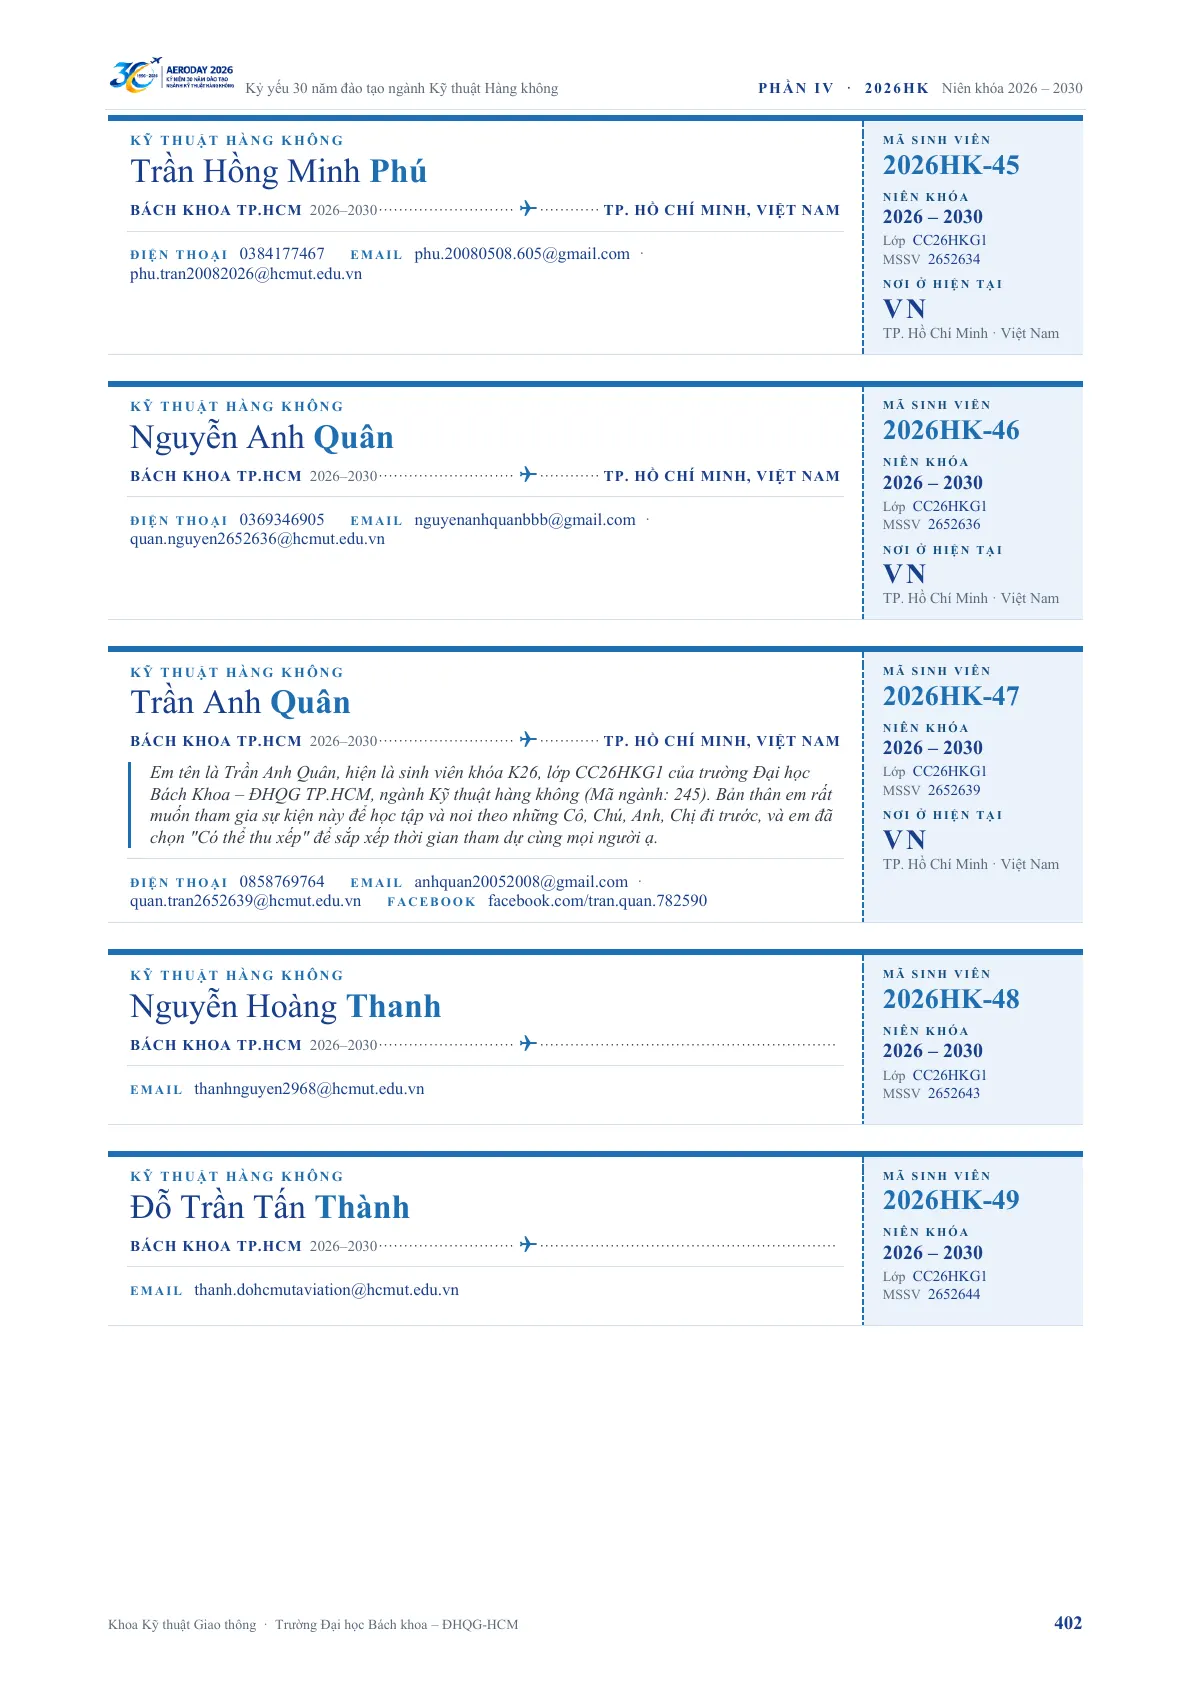 AERODAY 2026
1996 - 2026
KỶ NIỆM 30 NĂM ĐÀO TẠO
NGÀNH KỸ THUẬT HÀNG KHÔNG
Kỷ yếu 30 năm đào tạo ngành Kỹ thuật Hàng không
PHẦN IV · 2026HK Niên khóa 2026 – 2030
KỸ THUẬT HÀNG KHÔNG
Trần Hồng Minh Phú
BÁCH KHOA TP.HCM 2026–2030 TP. HỒ CHÍ MINH, VIỆT NAM
ĐIỆN THOẠI 0384177467 EMAIL phu.20080508.605@gmail.com ·
phu.tran20082026@hcmut.edu.vn
MÃ SINH VIÊN
2026HK-45
NIÊN KHÓA
2026 – 2030
Lớp CC26HKG1
MSSV 2652634
NƠI Ở HIỆN TẠI
VN
TP. Hồ Chí Minh · Việt Nam
KỸ THUẬT HÀNG KHÔNG
Nguyễn Anh Quân
BÁCH KHOA TP.HCM 2026–2030 TP. HỒ CHÍ MINH, VIỆT NAM
ĐIỆN THOẠI 0369346905 EMAIL nguyenanhquanbbb@gmail.com ·
quan.nguyen2652636@hcmut.edu.vn
MÃ SINH VIÊN
2026HK-46
NIÊN KHÓA
2026 – 2030
Lớp CC26HKG1
MSSV 2652636
NƠI Ở HIỆN TẠI
VN
TP. Hồ Chí Minh · Việt Nam
KỸ THUẬT HÀNG KHÔNG
Trần Anh Quân
BÁCH KHOA TP.HCM 2026–2030 TP. HỒ CHÍ MINH, VIỆT NAM
Em tên là Trần Anh Quân, hiện là sinh viên khóa K26, lớp CC26HKG1 của trường Đại học
Bách Khoa – ĐHQG TP.HCM, ngành Kỹ thuật hàng không (Mã ngành: 245). Bản thân em rất
muốn tham gia sự kiện này để học tập và noi theo những Cô, Chú, Anh, Chị đi trước, và em đã
chọn "Có thể thu xếp" để sắp xếp thời gian tham dự cùng mọi người ạ.
ĐIỆN THOẠI 0858769764 EMAIL anhquan20052008@gmail.com ·
quan.tran2652639@hcmut.edu.vn FACEBOOK facebook.com/tran.quan.782590
MÃ SINH VIÊN
2026HK-47
NIÊN KHÓA
2026 – 2030
Lớp CC26HKG1
MSSV 2652639
NƠI Ở HIỆN TẠI
VN
TP. Hồ Chí Minh · Việt Nam
KỸ THUẬT HÀNG KHÔNG
Nguyễn Hoàng Thanh
BÁCH KHOA TP.HCM 2026–2030
EMAIL thanhnguyen2968@hcmut.edu.vn
MÃ SINH VIÊN
2026HK-48
NIÊN KHÓA
2026 – 2030
Lớp CC26HKG1
MSSV 2652643
KỸ THUẬT HÀNG KHÔNG
Đỗ Trần Tấn Thành
BÁCH KHOA TP.HCM 2026–2030
EMAIL thanh.dohcmutaviation@hcmut.edu.vn
MÃ SINH VIÊN
2026HK-49
NIÊN KHÓA
2026 – 2030
Lớp CC26HKG1
MSSV 2652644
Khoa Kỹ thuật Giao thông · Trường Đại học Bách khoa – ĐHQG-HCM
402